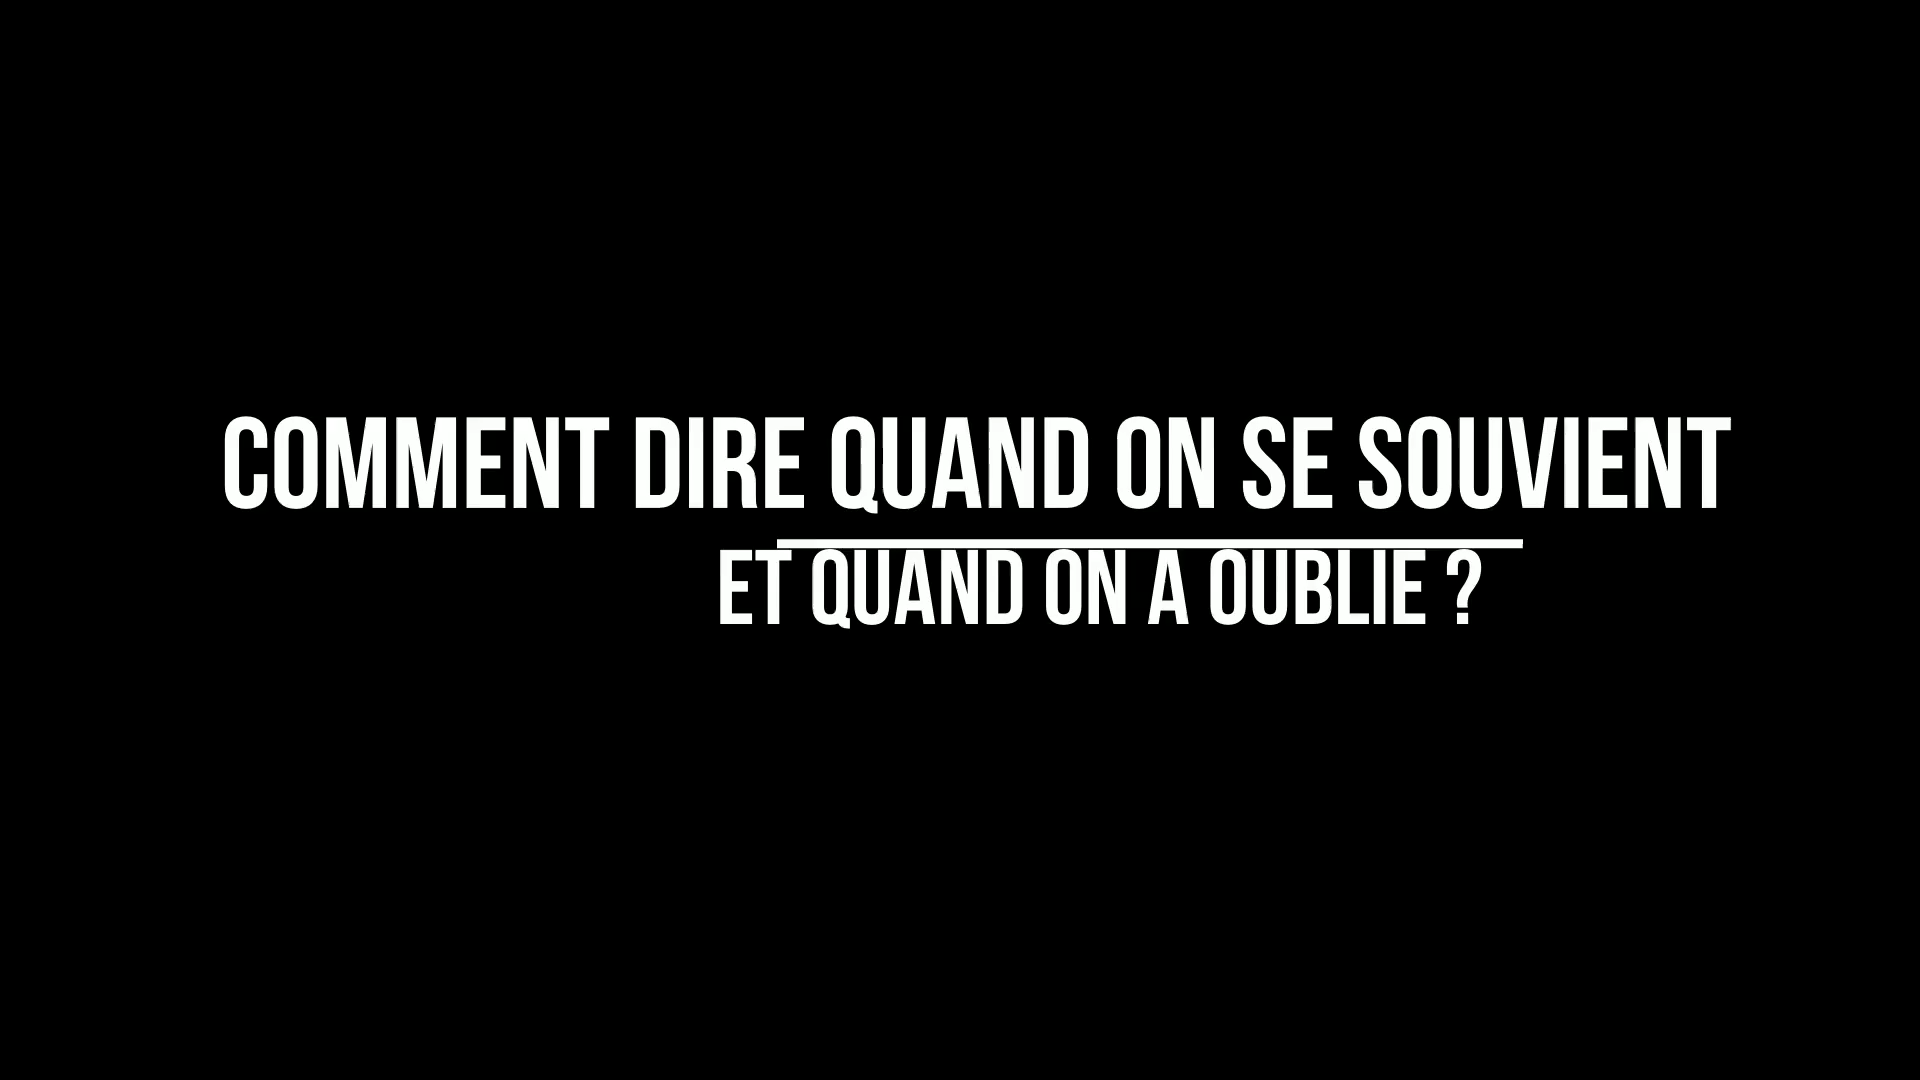 COMMENT DIRE QUAND ON SE SOUVIENT
ET QUAND ON A OUBLIE ?